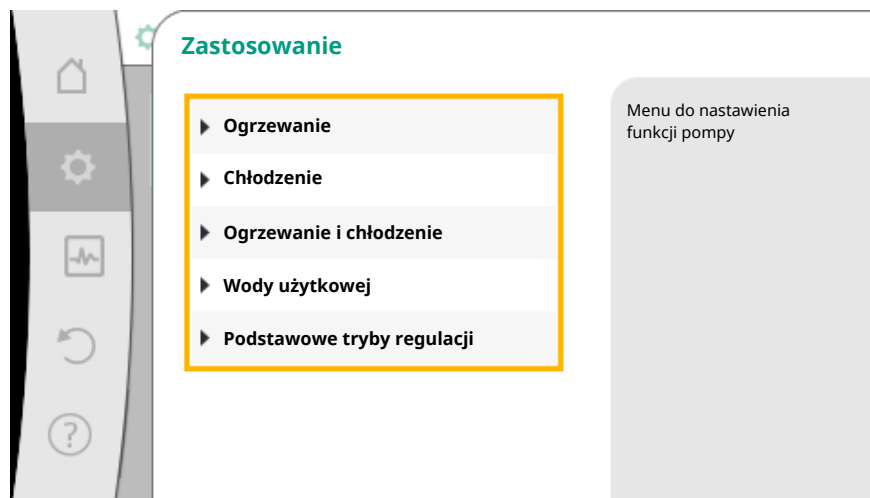 Zastosowanie
Ogrzewanie
Chłodzenie
Ogrzewanie i chłodzenie
Wody użytkowej
Podstawowe tryby regulacji
Menu do nastawienia
funkcji pompy
?